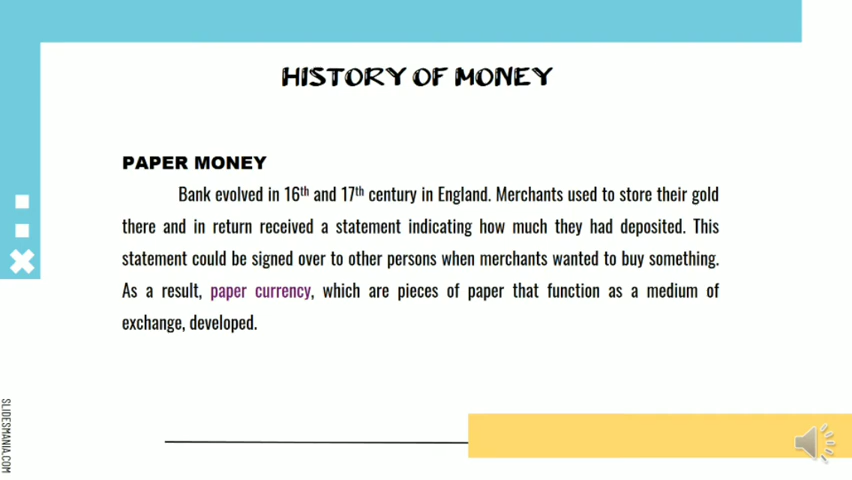 HISTORY OF MONEY
PAPER MONEY
Bank evolved in 16th and 17th century in England. Merchants used to store their gold
there and in return received a statement indicating how much they had deposited. This
statement could be signed over to other persons when merchants wanted to buy something.
As a result, paper currency, which are pieces of paper that function as a medium of
exchange, developed.
SLIDESMANIA.COM